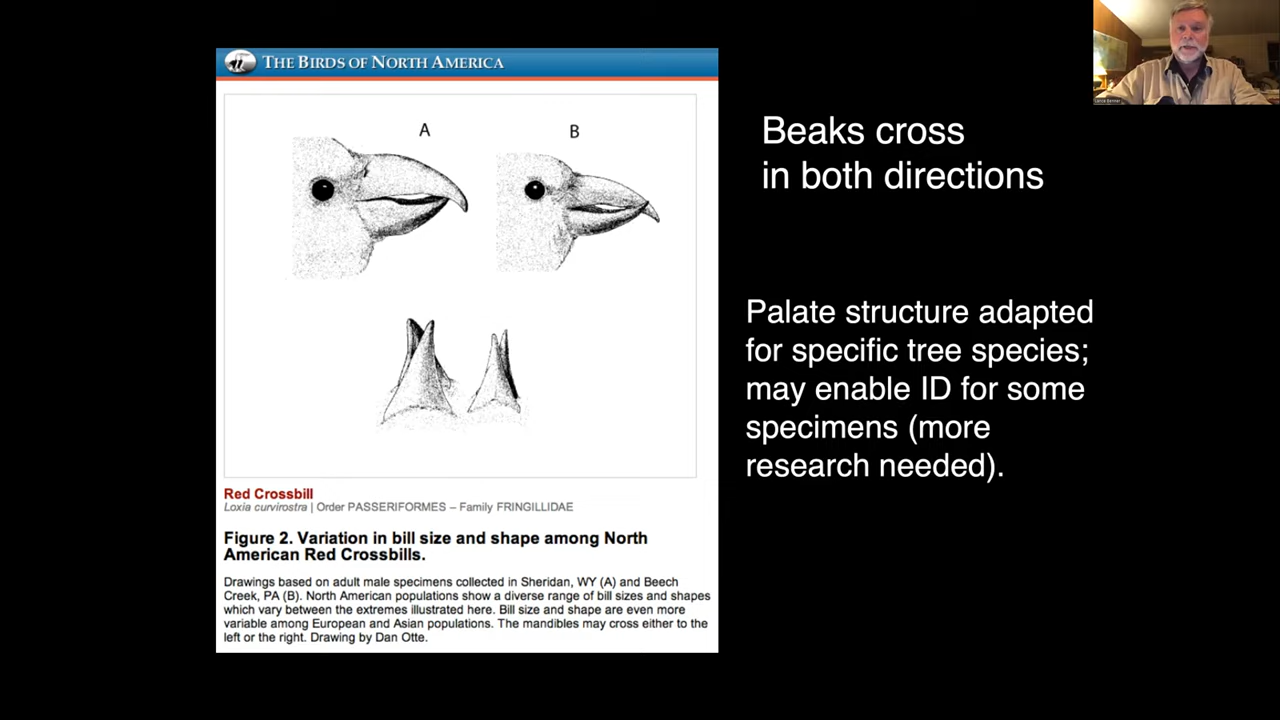 THE BIRDS OF NORTH AMERICA
A
B
Red Crossbill
Loxia curvirostra | Order PASSERIFORMES – Family FRINGILLIDAE
Figure 2. Variation in bill size and shape among North
American Red Crossbills.
Drawings based on adult male specimens collected in Sheridan, WY (A) and Beech
Creek, PA (B). North American populations show a diverse range of bill sizes and shapes
which vary between the extremes illustrated here. Bill size and shape are even more
variable among European and Asian populations. The mandibles may cross either to the
left or the right. Drawing by Dan Otte.
Beaks cross
in both directions
Palate structure adapted
for specific tree species;
may enable ID for some
specimens (more
research needed).